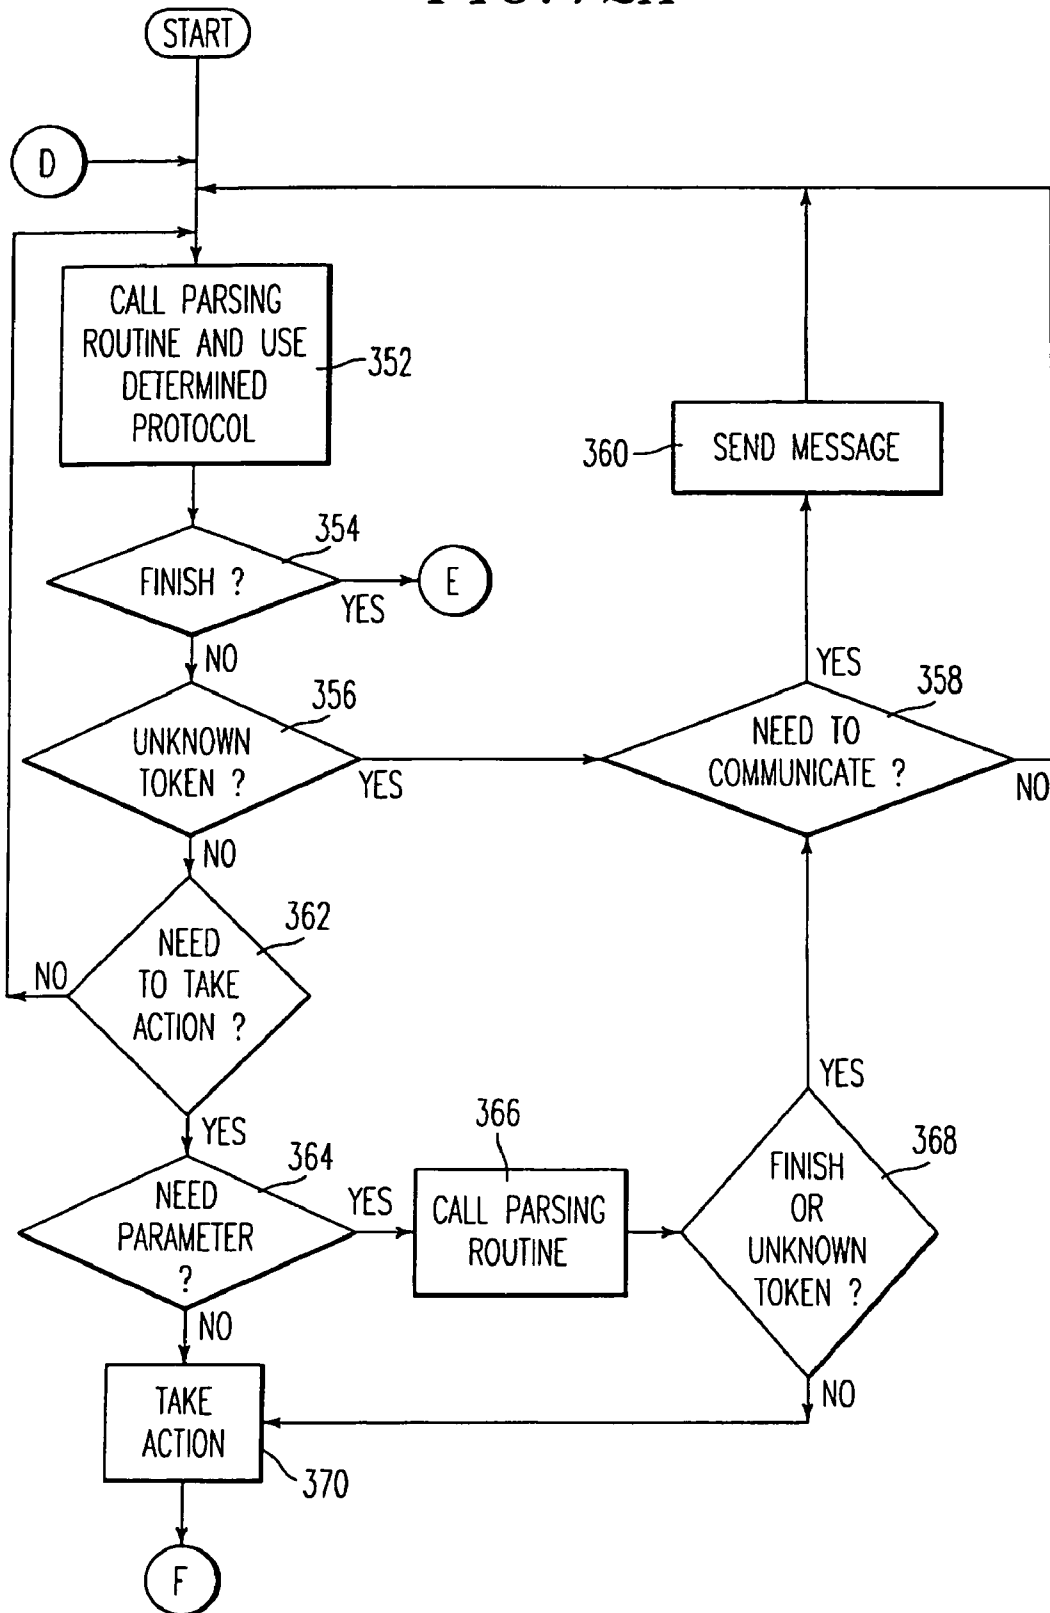 START
D
CALL PARSING
ROUTINE AND USE
DETERMINED
PROTOCOL
352
360
SEND MESSAGE
354
FINISH ?
YES
E
NO
356
UNKNOWN
TOKEN ?
YES
YES
358
NEED TO
COMMUNICATE ?
NO
NO
362
NEED
TO TAKE
ACTION ?
NO
YES
364
NEED
PARAMETER
?
YES
366
CALL PARSING
ROUTINE
YES
368
FINISH
OR
UNKNOWN
TOKEN ?
NO
NO
TAKE
ACTION
370
F